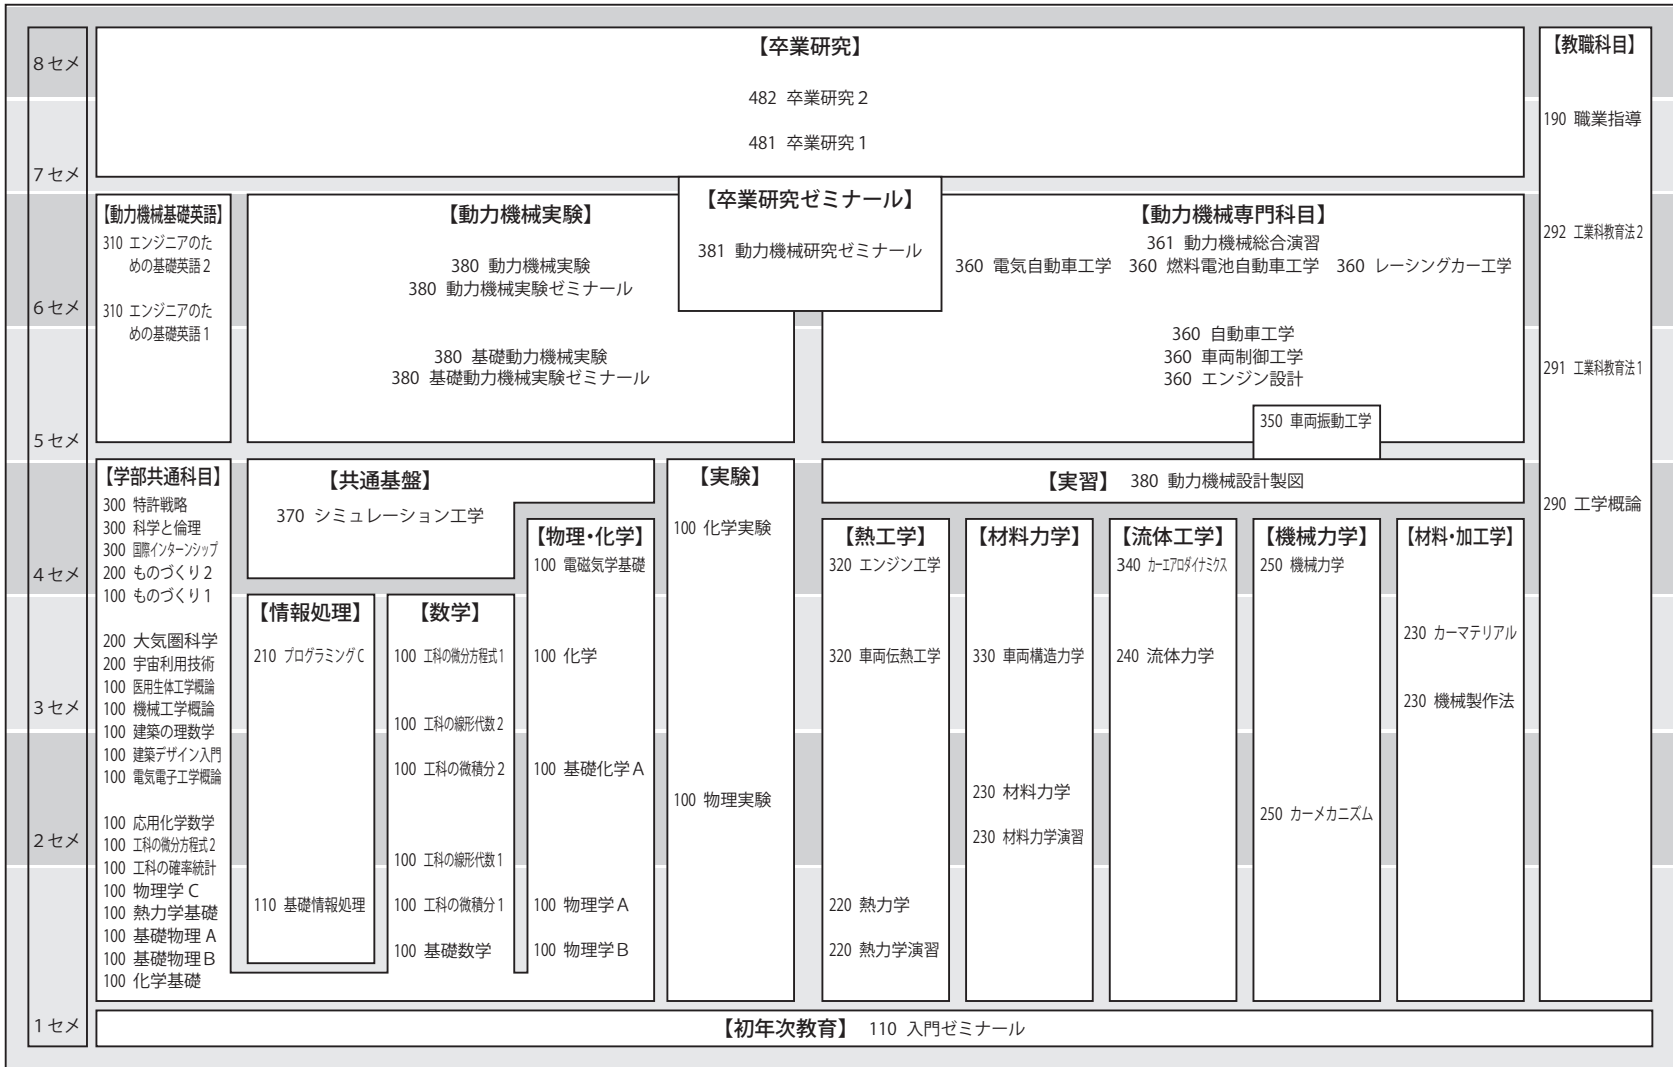 8セメ
7セメ
6セメ
5セメ
4セメ
3セメ
2セメ
1セメ
【卒業研究】
482 卒業研究2
481 卒業研究1
【教職科目】
190 職業指導
292 工業科教育法2
291 工業科教育法1
290 工学概論
【動力機械基礎英語】
310 エンジニアのた
めの基礎英語2
310 エンジニアのた
めの基礎英語1
【動力機械実験】
380 動力機械実験
380 動力機械実験ゼミナール
380 基礎動力機械実験
380 基礎動力機械実験ゼミナール
【卒業研究ゼミナール】
381 動力機械研究ゼミナール
【動力機械専門科目】
361 動力機械総合演習
360 電気自動車工学 360 燃料電池自動車工学 360 レーシングカー工学
360 自動車工学
360 車両制御工学
360 エンジン設計
350 車両振動工学
【学部共通科目】
300 特許戦略
300 科学と倫理
300 国際インターンシップ
200 ものづくり2
100 ものづくり1
200 大気圏科学
200 宇宙利用技術
100 医用生体工学概論
100 機械工学概論
100 建築の理数学
100 建築デザイン入門
100 電気電子工学概論
100 応用化学数学
100 工科の微分方程式2
100 工科の確率統計
100 物理学C
100 熱力学基礎
100 基礎物理A
100 基礎物理B
100 化学基礎
【共通基盤】
370 シミュレーション工学
【情報処理】
210 プログラミングC
110 基礎情報処理
【数学】
100 工科の微分方程式1
100 工科の線形代数2
100 工科の微積分2
100 工科の線形代数1
100 工科の微積分1
100 基礎数学
【物理・化学】
100 電磁気学基礎
100 化学
100 基礎化学A
100 物理学A
100 物理学B
【実験】
100 化学実験
100 物理実験
【実習】 380 動力機械設計製図
【熱工学】
320 エンジン工学
320 車両伝熱工学
220 熱力学
220 熱力学演習
【材料力学】
330 車両構造力学
230 材料力学
230 材料力学演習
【流体工学】
340 カーエアロダイナミクス
240 流体力学
【機械力学】
250 機械力学
250 カーメカニズム
【材料・加工学】
230 カーマテリアル
230 機械製作法
【初年次教育】 110 入門ゼミナール